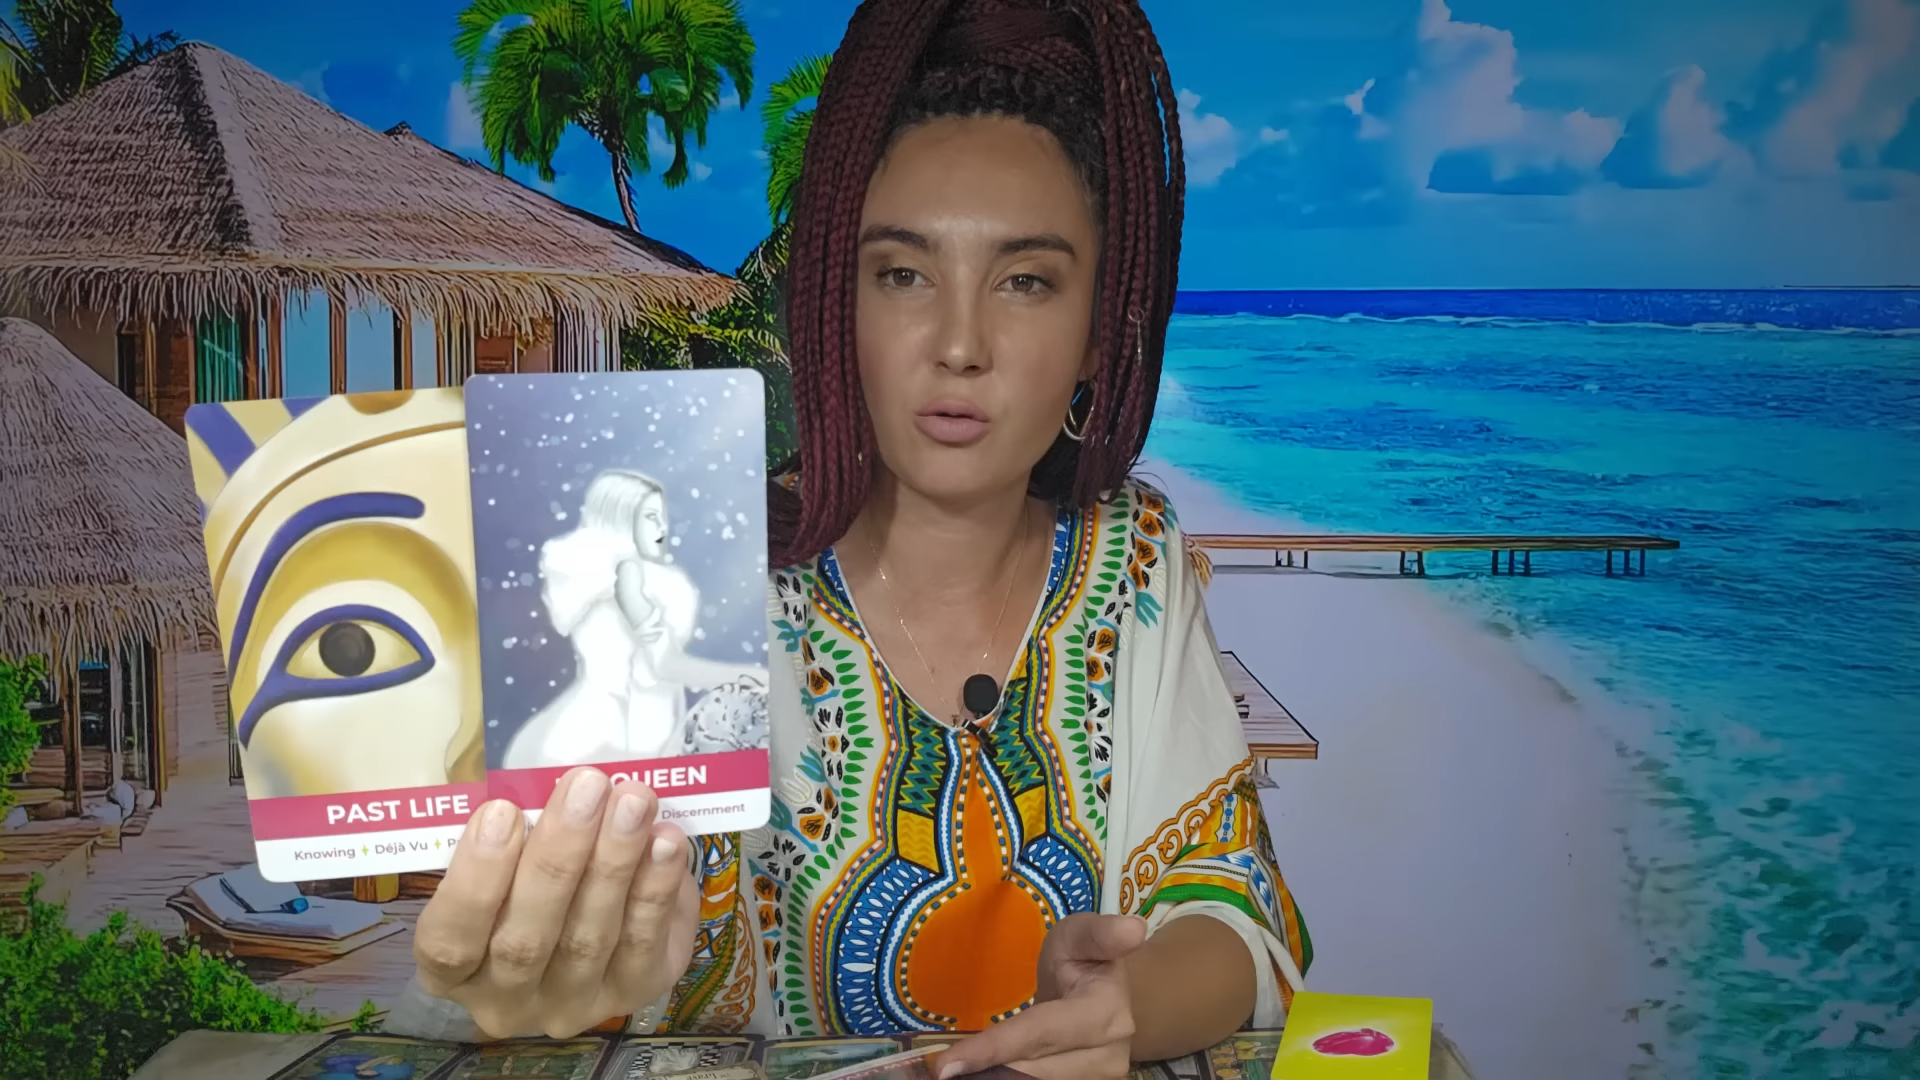 PAST LIFE
Knowing ✦ Déjà Vu ✦
QUEEN
Discernment